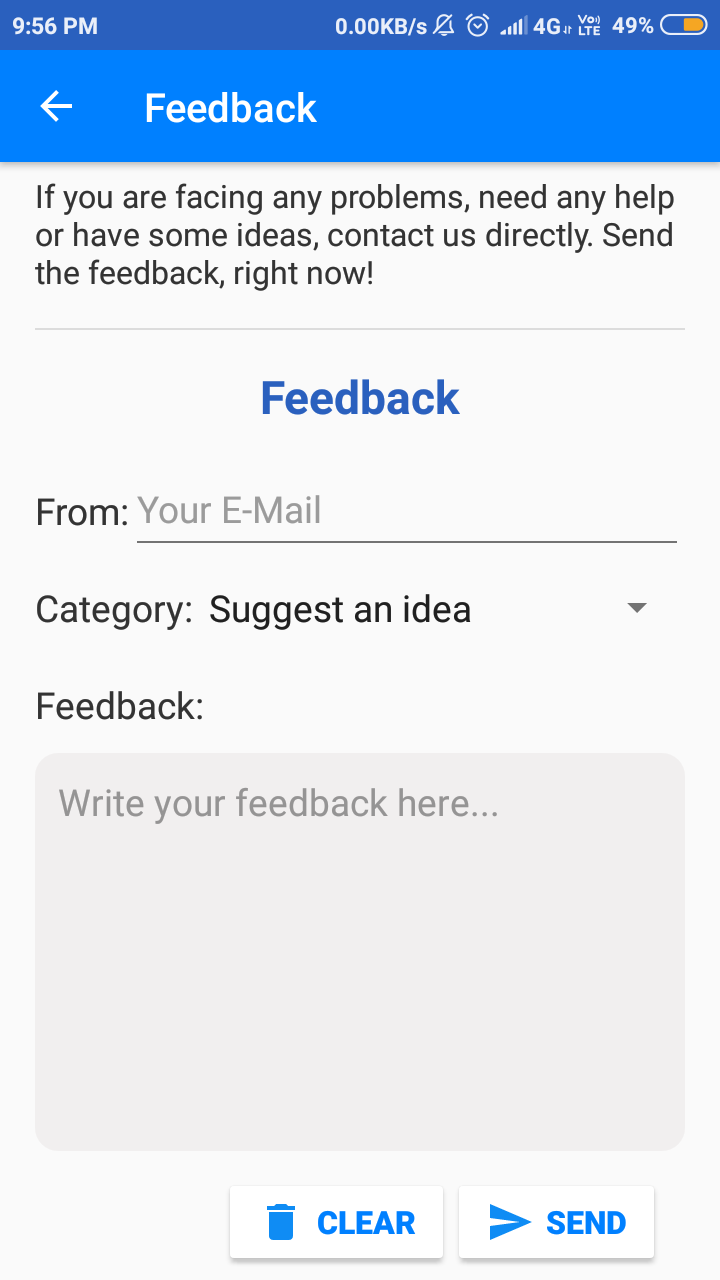 9:56 PM 0.00KB/s 4G VoLTE 49%
Feedback
If you are facing any problems, need any help
or have some ideas, contact us directly. Send
the feedback, right now!
Feedback
From: Your E-Mail
Category: Suggest an idea
Feedback:
Write your feedback here...
CLEAR SEND